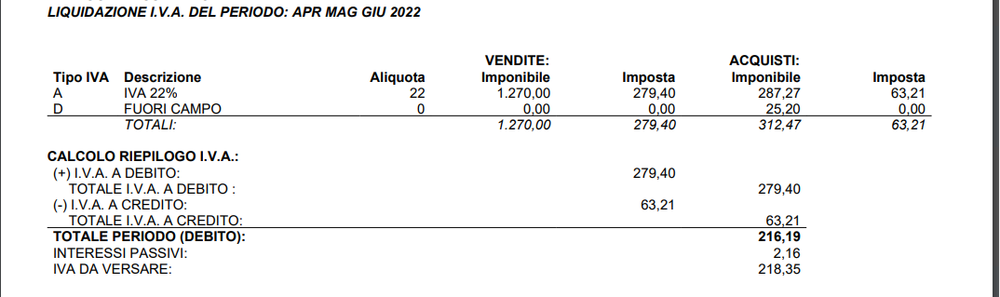 LIQUIDAZIONE I.V.A. DEL PERIODO: APR MAG GIU 2022
VENDITE: ACQUISTI:
Tipo IVA Descrizione Aliquota Imponibile Imposta Imponibile Imposta
A IVA 22% 22 1.270,00 279,40 287,27 63,21
D FUORI CAMPO 0 0,00 0,00 25,20 0,00
TOTALI: 1.270,00 279,40 312,47 63,21
CALCOLO RIEPILOGO I.V.A.:
(+) I.V.A. A DEBITO: 279,40
TOTALE I.V.A. A DEBITO : 279,40
(-) I.V.A. A CREDITO: 63,21
TOTALE I.V.A. A CREDITO: 63,21
TOTALE PERIODO (DEBITO): 216,19
INTERESSI PASSIVI: 2,16
IVA DA VERSARE: 218,35